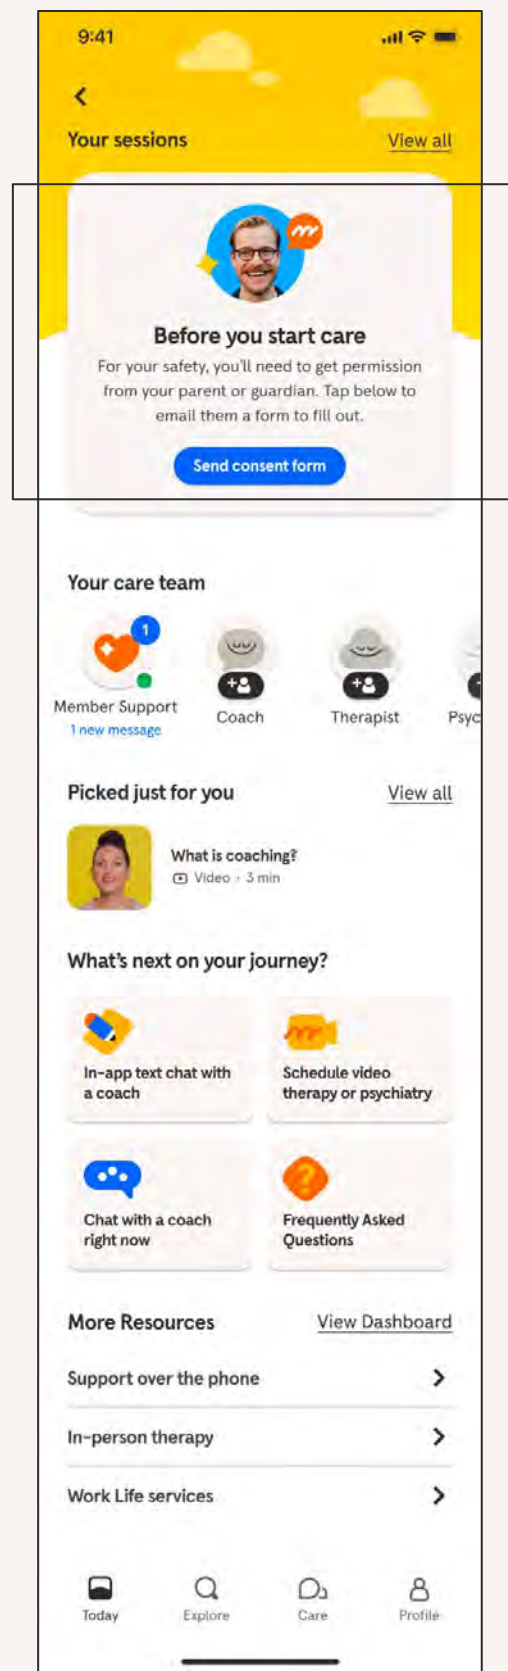 9:41
Your sessions View all
Before you start care
For your safety, you'll need to get permission
from your parent or guardian. Tap below to
email them a form to fill out.
Send consent form
Your care team
1
Member Support
1 new message
Coach
Therapist
Psyc
Picked just for you View all
What is coaching?
Video · 3 min
What's next on your journey?
In-app text chat with
a coach
Schedule video
therapy or psychiatry
Chat with a coach
right now
Frequently Asked
Questions
More Resources View Dashboard
Support over the phone
In-person therapy
Work Life services
Today Explore Care Profile